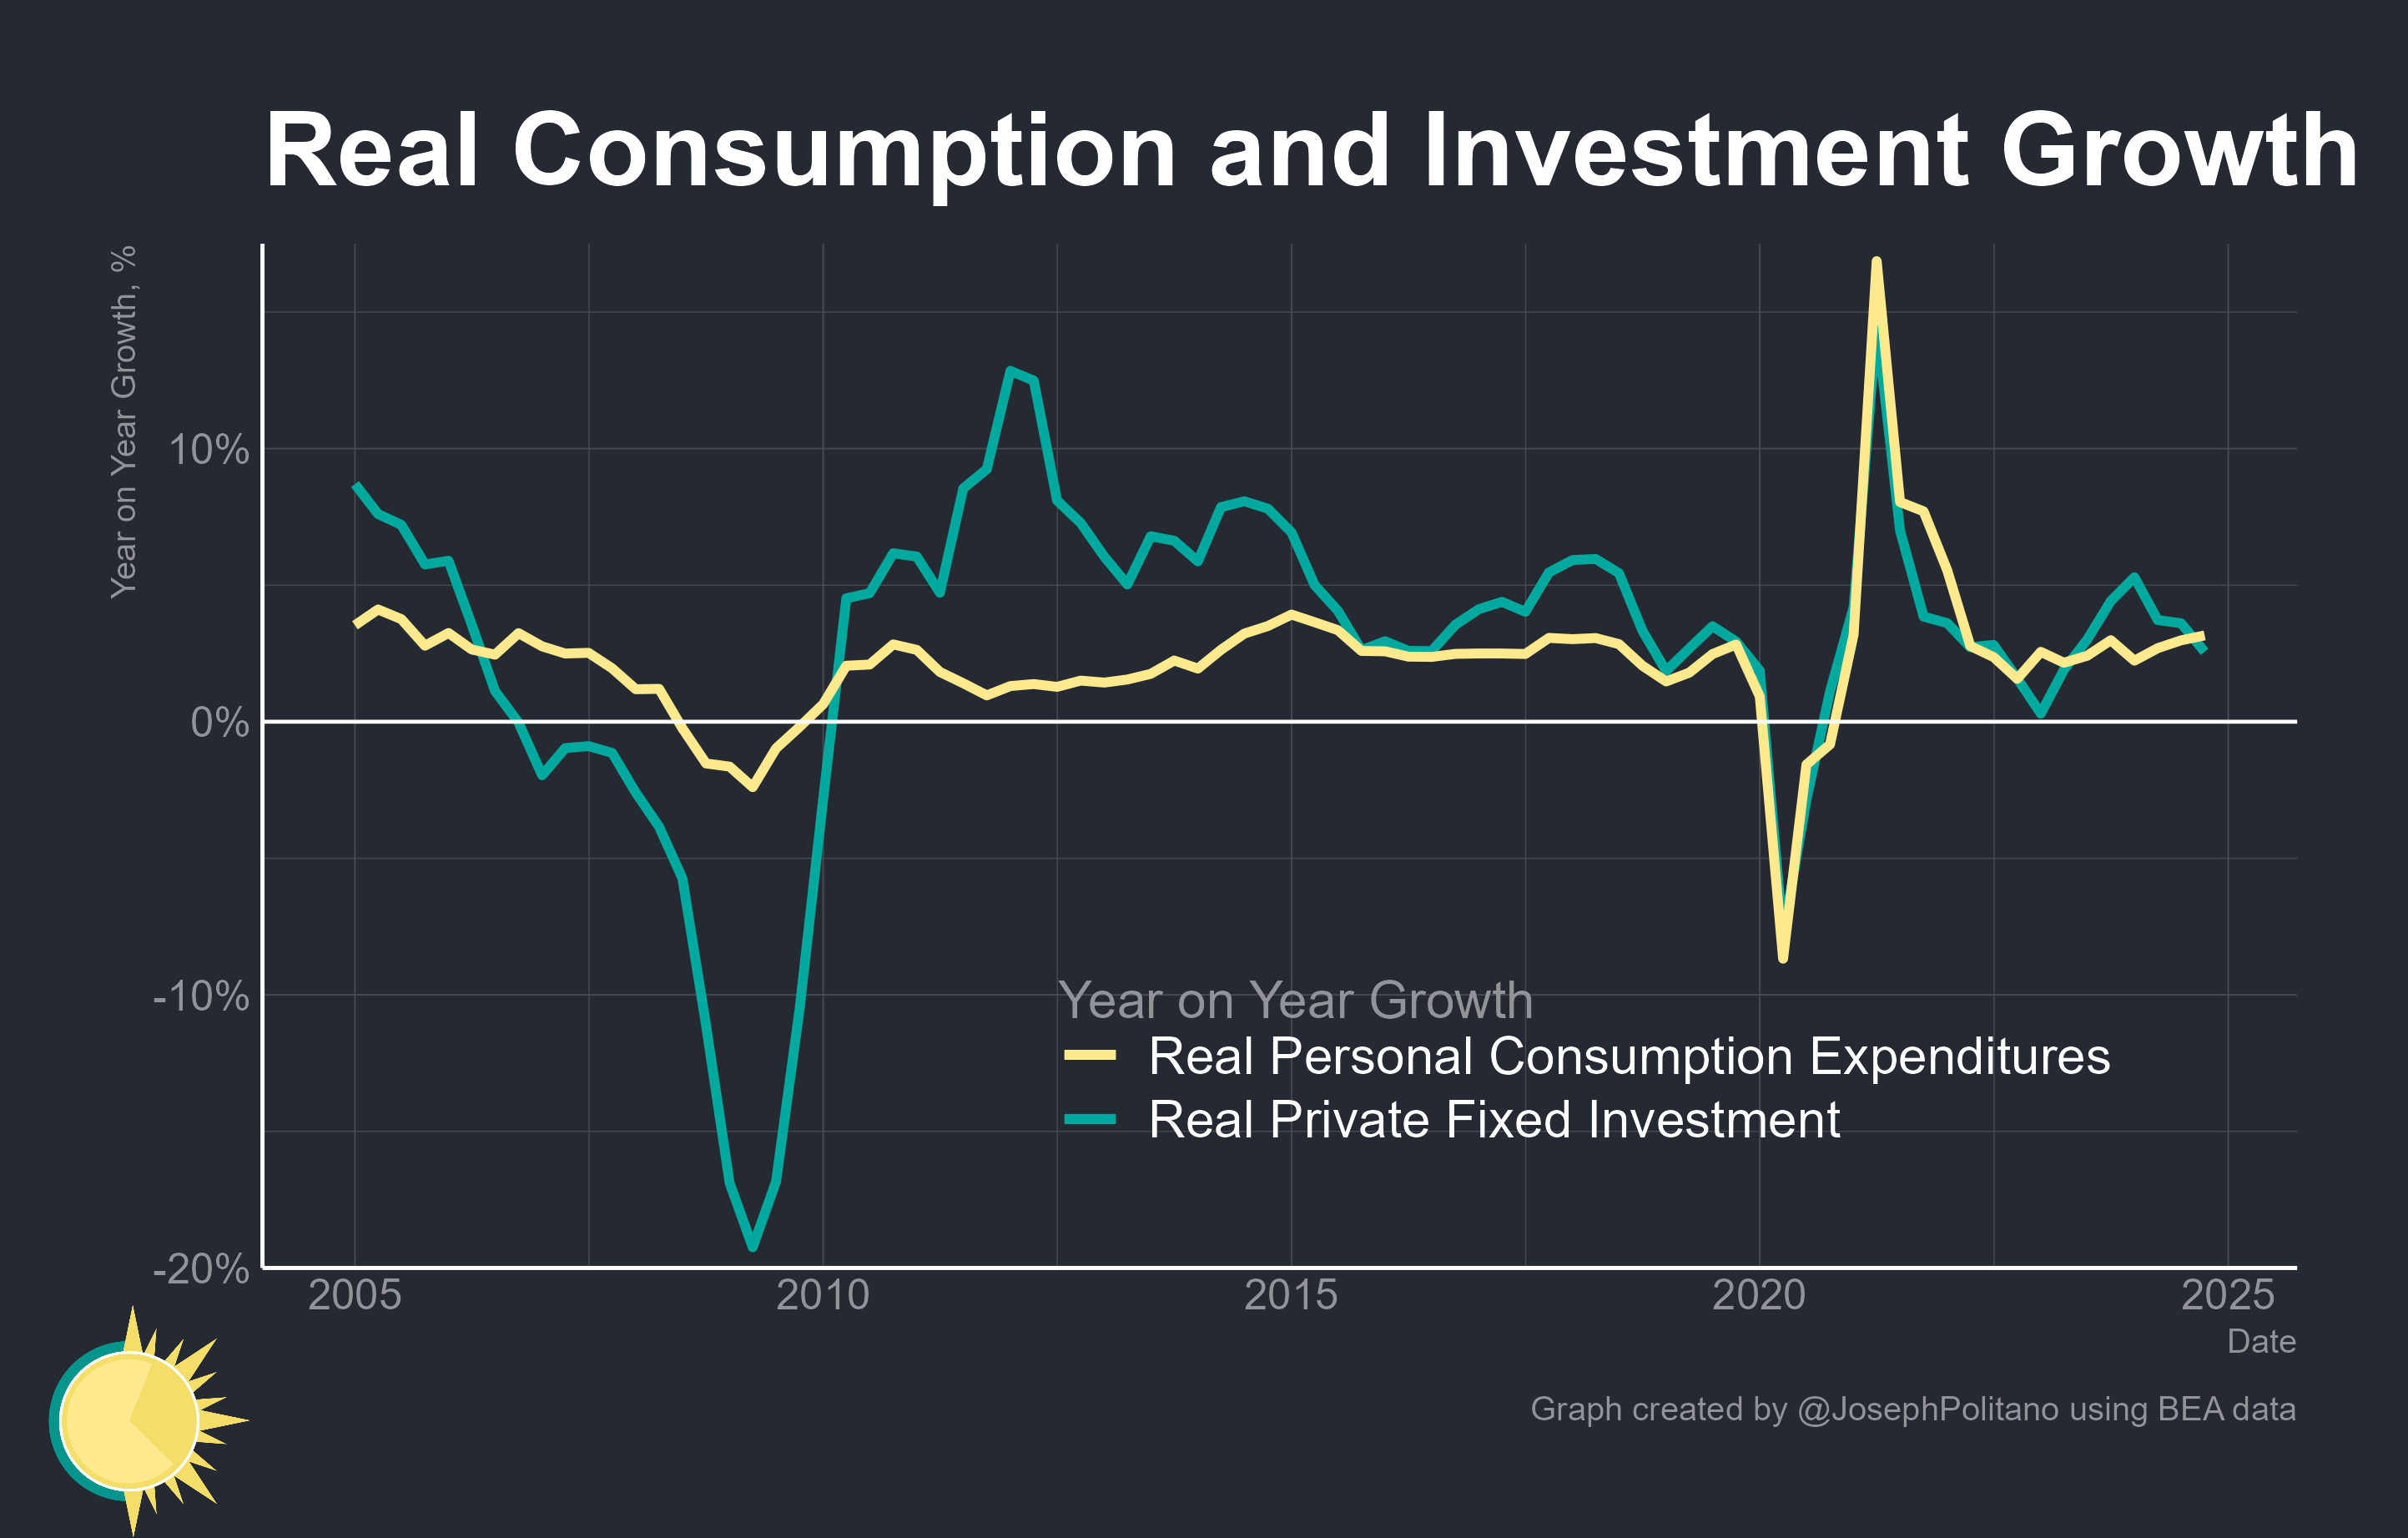 Real Consumption and Investment Growth
Year on Year Growth, %
10%
0%
-10%
-20%
Year on Year Growth
Real Personal Consumption Expenditures
Real Private Fixed Investment
2005
2010
2015
2020
2025
Date
Graph created by @JosephPolitano using BEA data